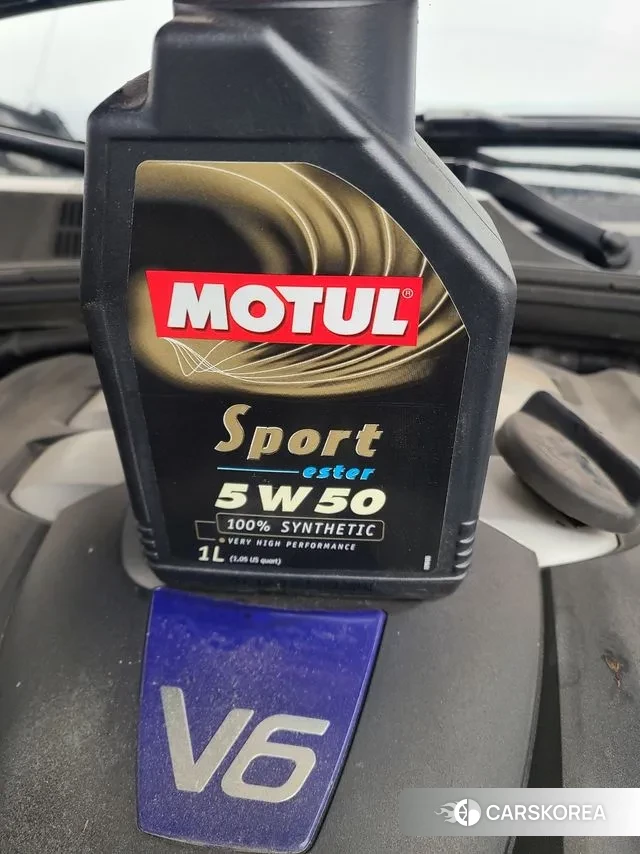 MOTUL®
Sport
ester
5W50
100% SYNTHETIC
VERY HIGH PERFORMANCE
1L (1.05 US quart)
V6
CARSKOREA